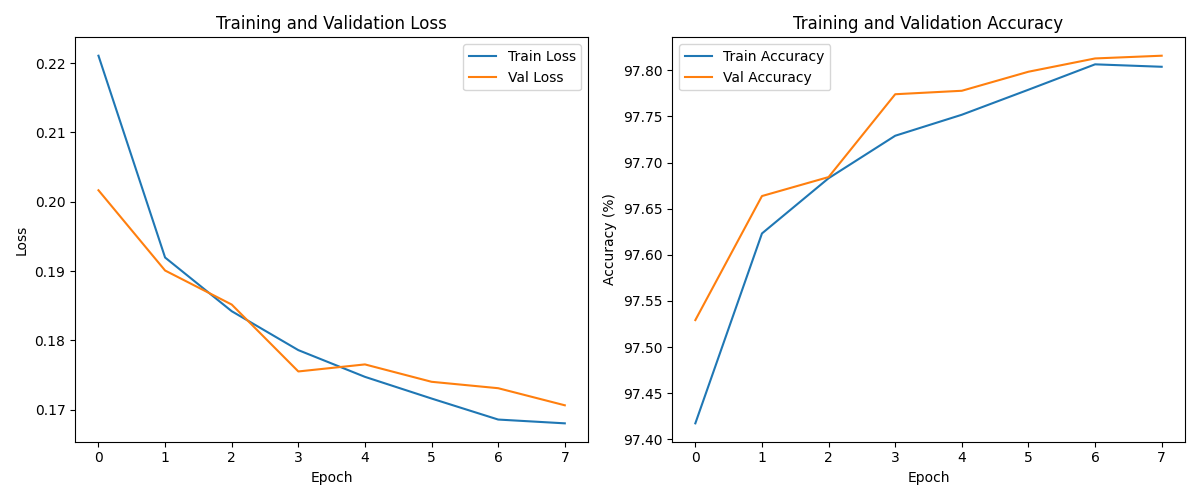 Training and Validation Loss
Train Loss
Val Loss
0.22
0.21
0.20
0.19
0.18
0.17
Loss
0 1 2 3 4 5 6 7
Epoch
Training and Validation Accuracy
Train Accuracy
Val Accuracy
97.80
97.75
97.70
97.65
97.60
97.55
97.50
97.45
97.40
Accuracy (%)
0 1 2 3 4 5 6 7
Epoch